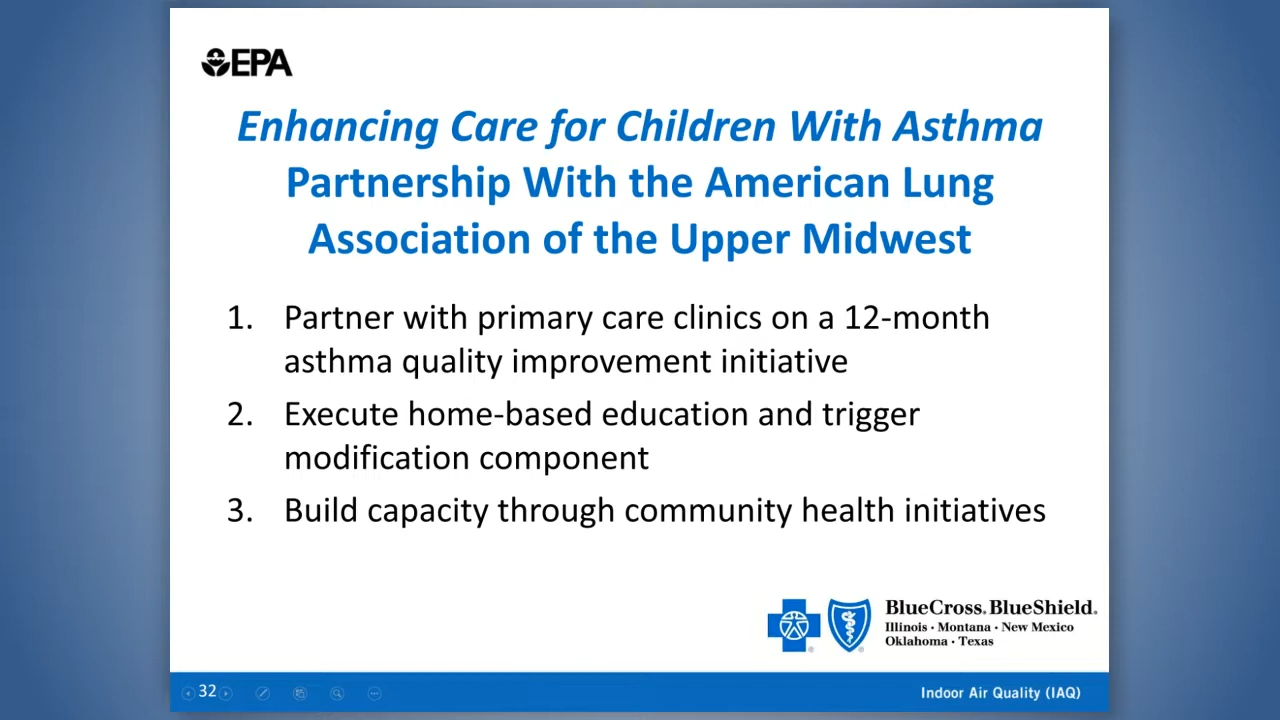 EPA
Enhancing Care for Children With Asthma
Partnership With the American Lung
Association of the Upper Midwest
1. Partner with primary care clinics on a 12-month
asthma quality improvement initiative
2. Execute home-based education and trigger
modification component
3. Build capacity through community health initiatives
BlueCross® BlueShield®
Illinois · Montana · New Mexico
Oklahoma · Texas
32
Indoor Air Quality (IAQ)